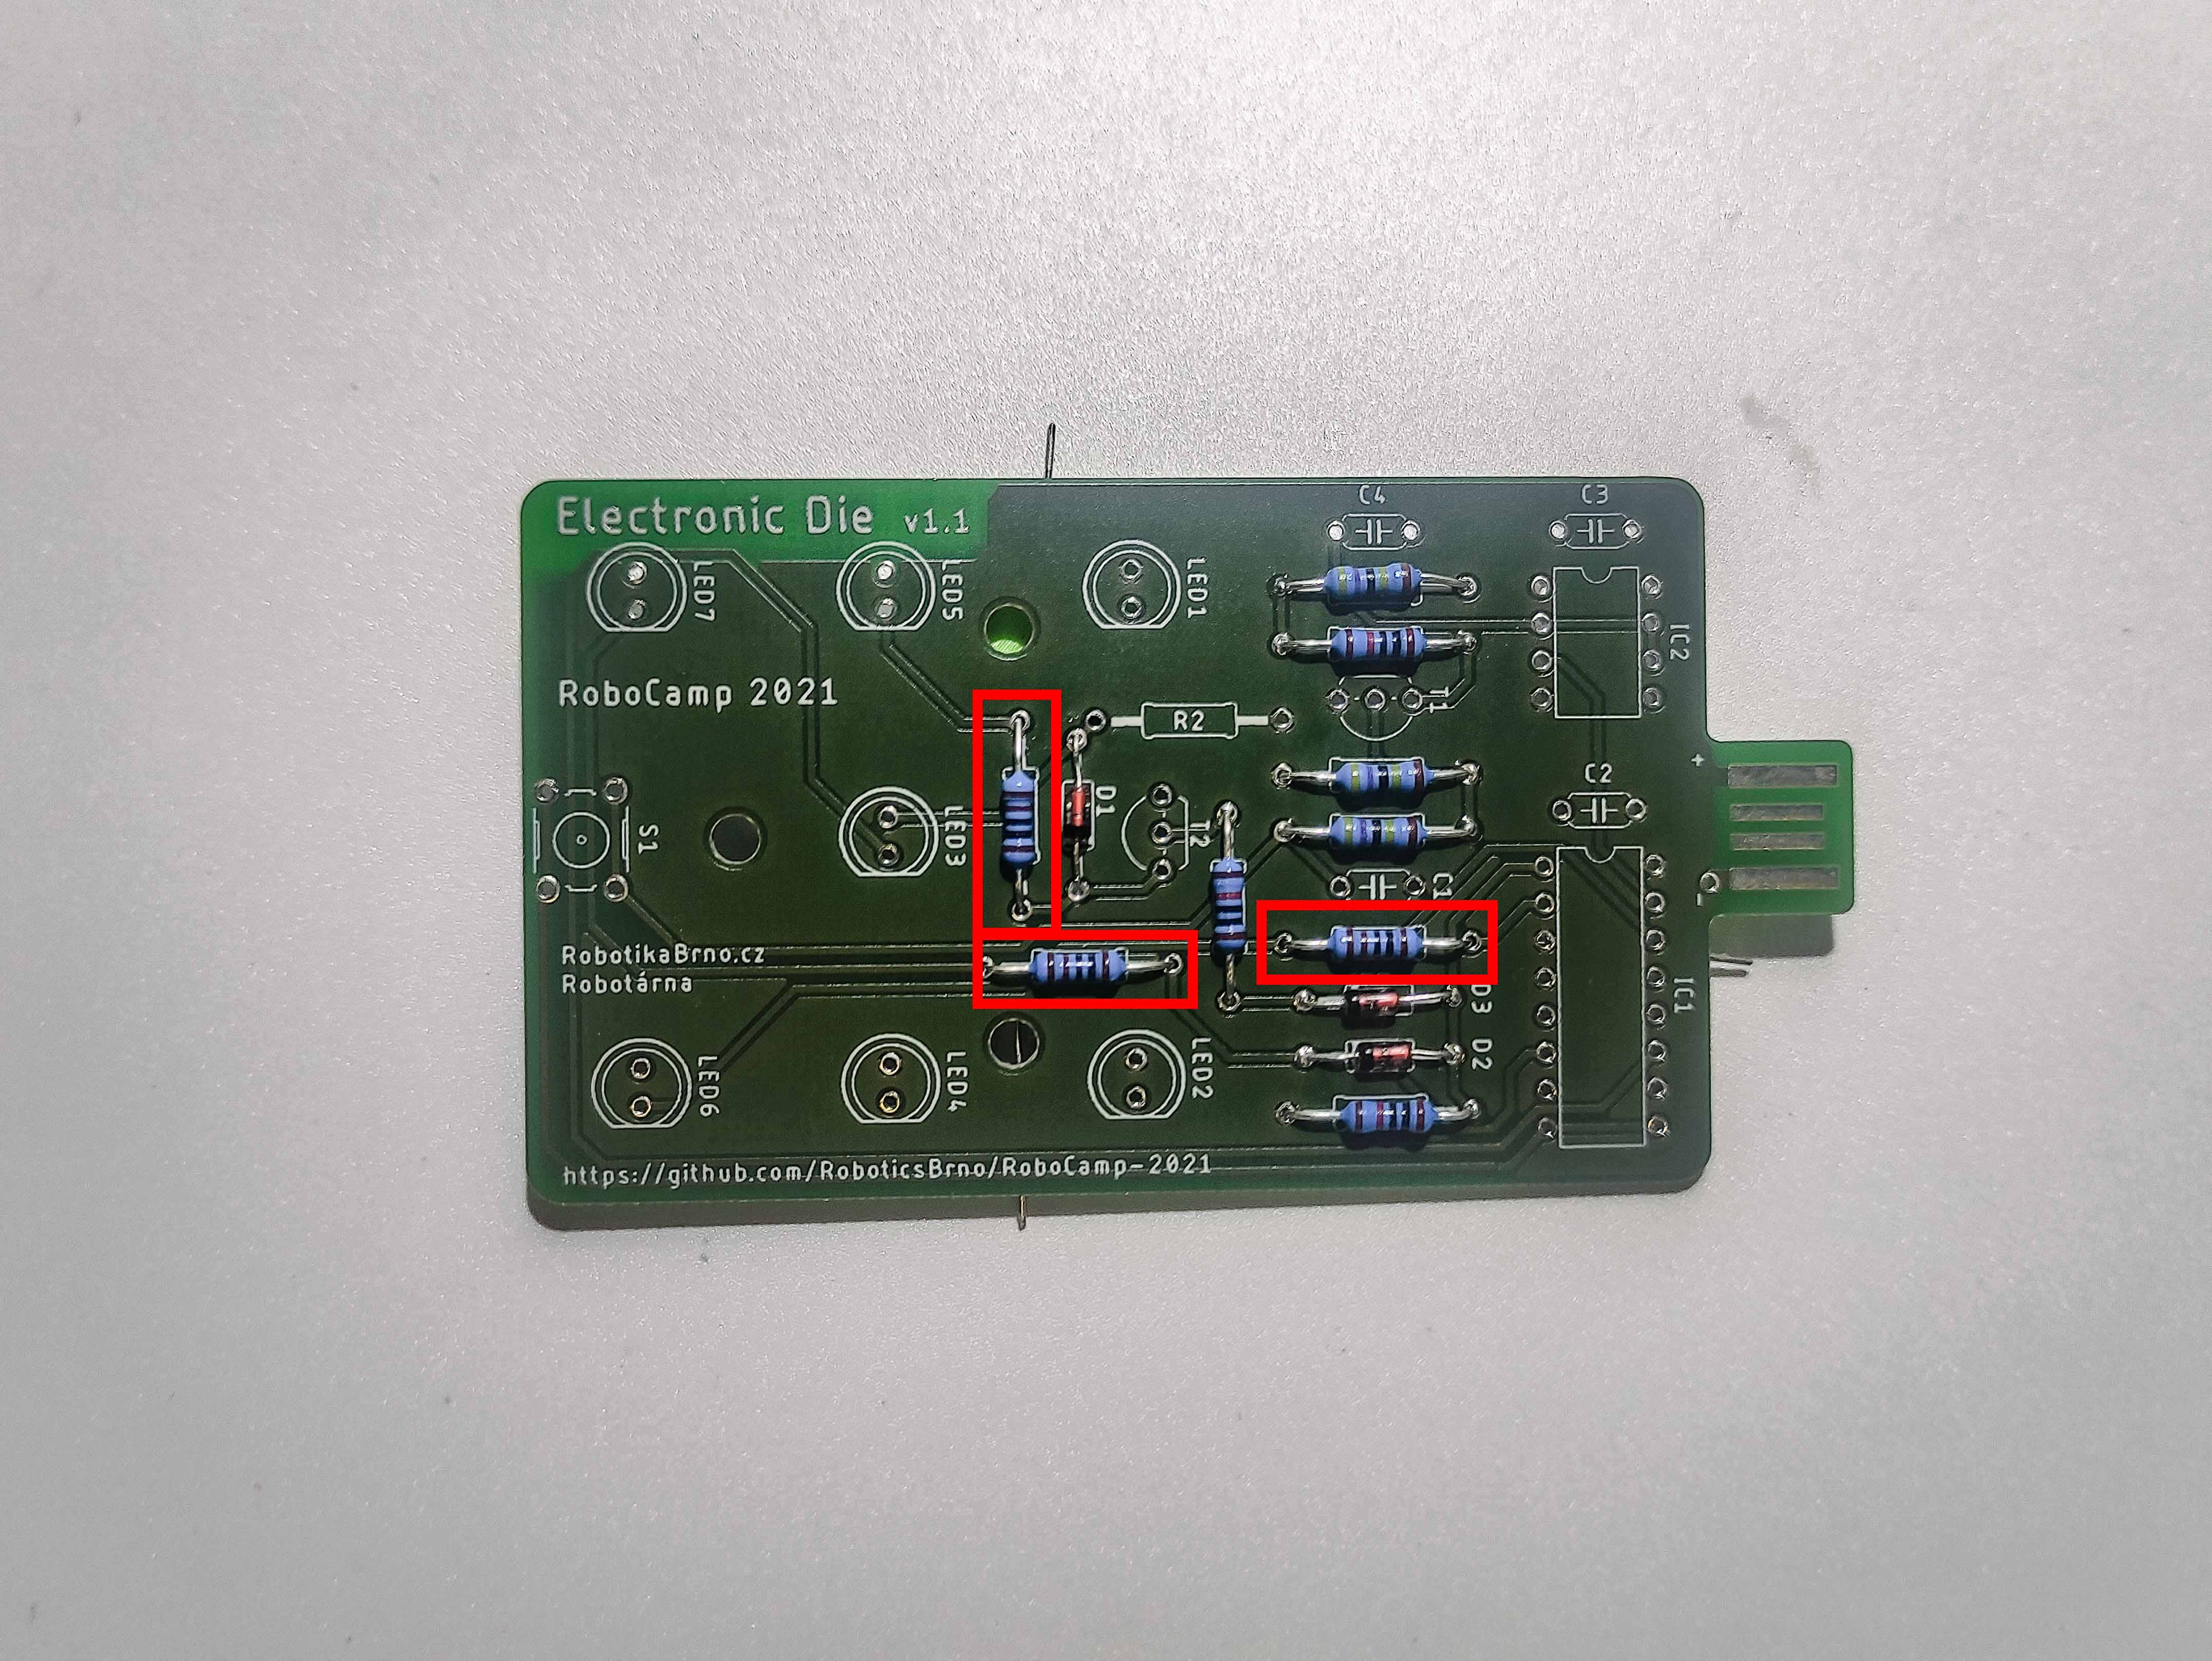 Electronic Die v1.1
C4
C3
LED7
LED5
LED1
IC2
RoboCamp 2021
T1
R2
+
C2
D1
S1
LED3
T2
C1
-
RobotikaBrno.cz
Robotárna
D3
D2
IC1
LED6
LED4
LED2
https://github.com/RoboticsBrno/RoboCamp-2021